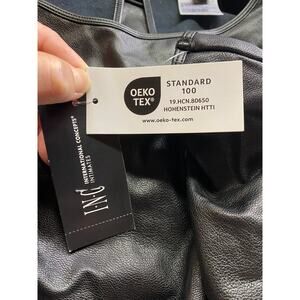 OEKO
TEX®
STANDARD
100
19.HCN.80650
HOHENSTEIN HTTI
www.oeko-tex.com
I·N·C
INTERNATIONAL CONCEPTS®
INTIMATES